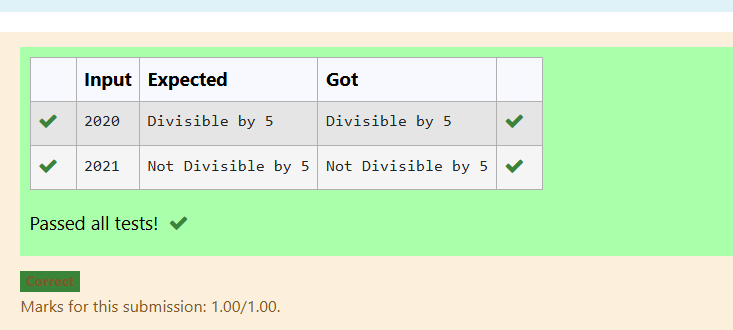 Input Expected Got
2020 Divisible by 5 Divisible by 5
2021 Not Divisible by 5 Not Divisible by 5
Passed all tests!
Correct
Marks for this submission: 1.00/1.00.